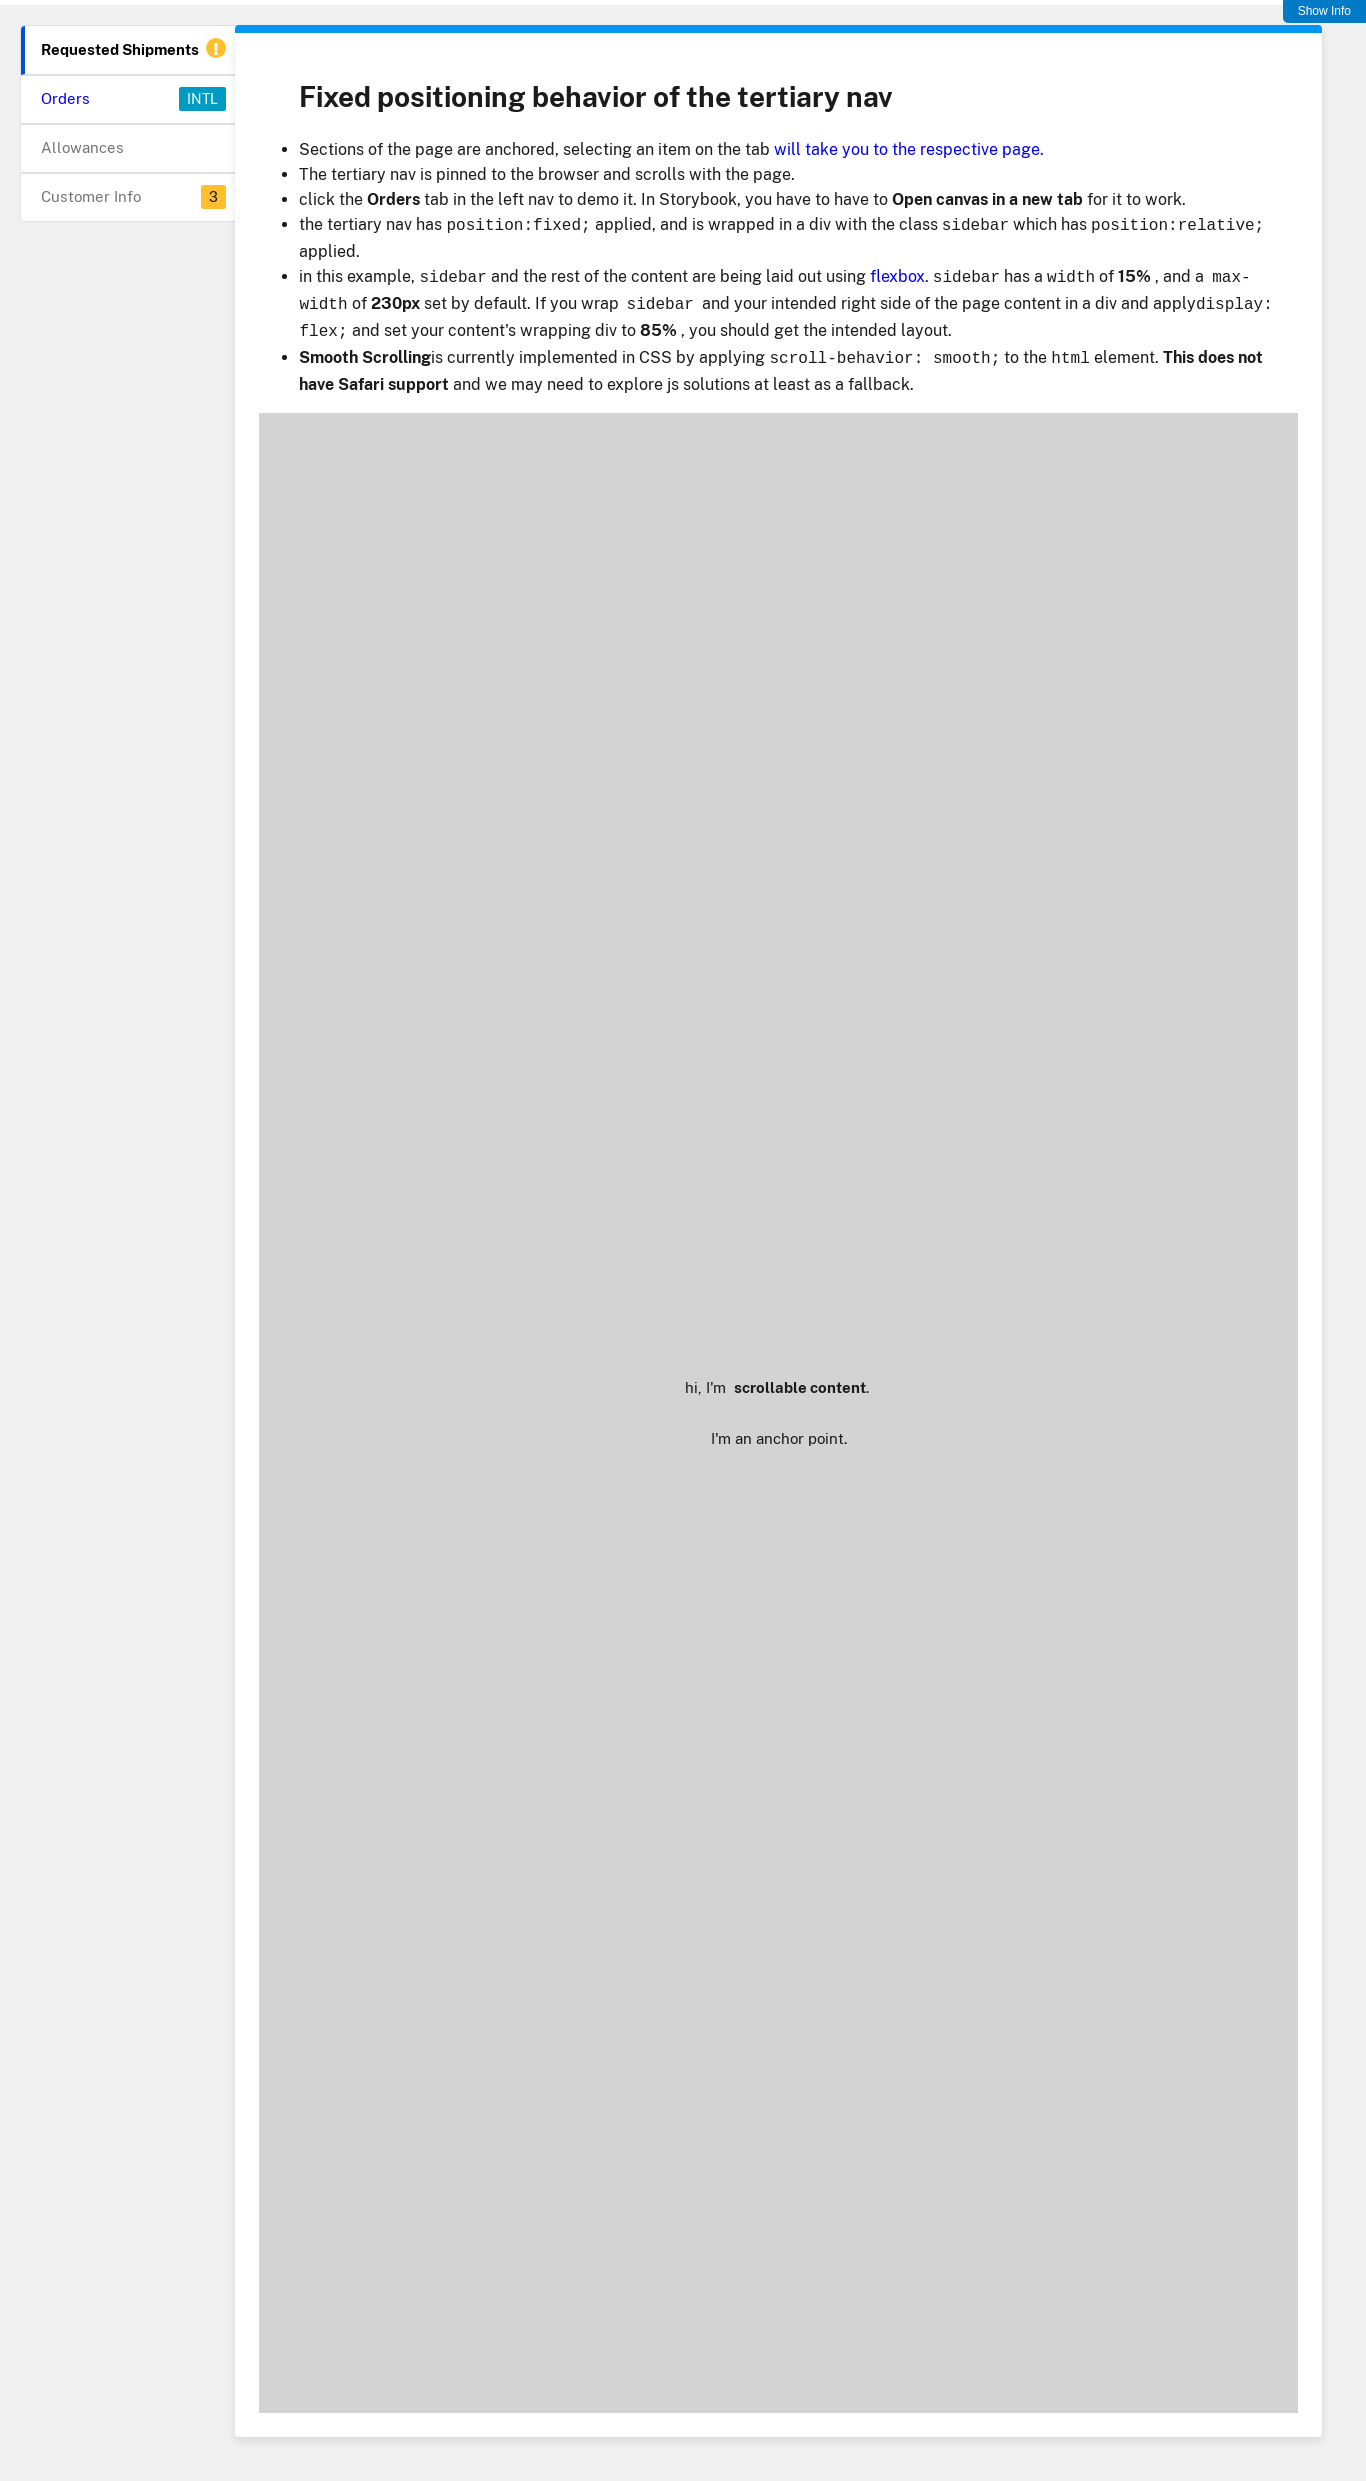 Show Info
Requested Shipments
Orders INTL
Allowances
Customer Info 3
Fixed positioning behavior of the tertiary nav
Sections of the page are anchored, selecting an item on the tab will take you to the respective page.
The tertiary nav is pinned to the browser and scrolls with the page.
click the Orders tab in the left nav to demo it. In Storybook, you have to have to Open canvas in a new tab for it to work.
the tertiary nav has position:fixed; applied, and is wrapped in a div with the class sidebar which has position:relative;
applied.
in this example, sidebar and the rest of the content are being laid out using flexbox. sidebar has a width of 15% , and a max-
width of 230px set by default. If you wrap sidebar and your intended right side of the page content in a div and applydisplay:
flex; and set your content's wrapping div to 85% , you should get the intended layout.
Smooth Scrollingis currently implemented in CSS by applying scroll-behavior: smooth; to the html element. This does not
have Safari support and we may need to explore js solutions at least as a fallback.
hi, I'm scrollable content.
I'm an anchor point.